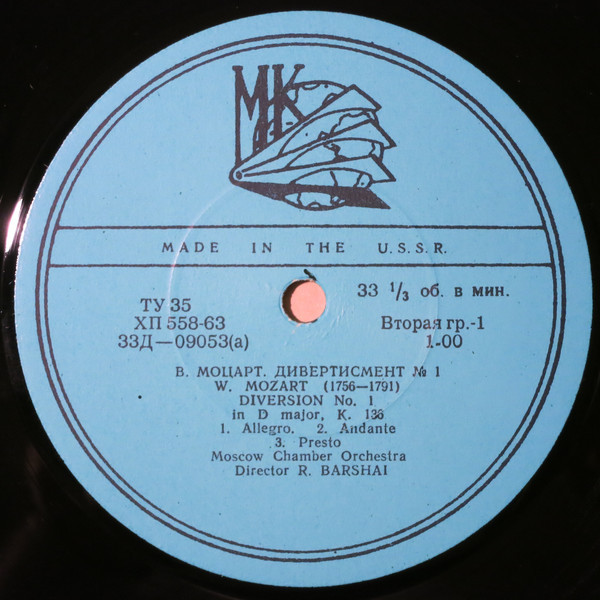 МК
MADE IN THE U.S.S.R.
33 1/3 об. в мин.
ТУ 35
ХП 558-63
33Д—09053(а)
Вторая гр.-1
1-00
В. МОЦАРТ. ДИВЕРТИСМЕНТ № 1
W. MOZART (1756—1791)
DIVERSION No. 1
in D major, K. 136
1. Allegro. 2. Andante
3. Presto
Moscow Chamber Orchestra
Director R. BARSHAI